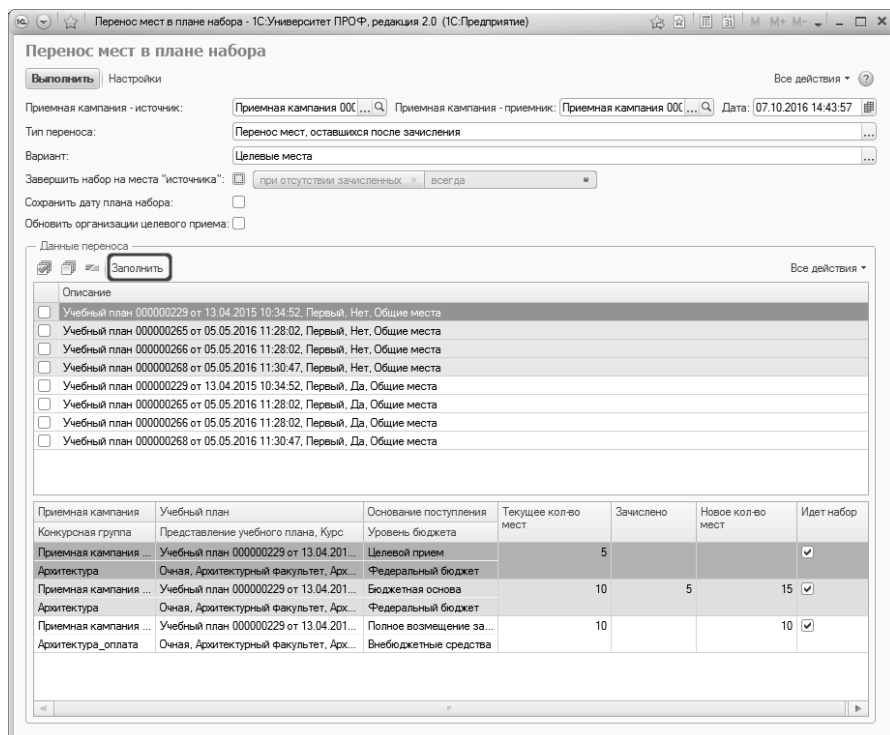 Перенос мест в плане набора - 1С:Университет ПРОФ, редакция 2.0 (1С:Предприятие) M M+ M-
Перенос мест в плане набора
Выполнить Настройки Все действия ?
Приемная кампания - источник: Приемная кампания 00( ... Приемная кампания - приемник: Приемная кампания 00( ... Дата: 07.10.2016 14:43:57
Тип переноса: Перенос мест, оставшихся после зачисления ...
Вариант: Целевые места ...
Завершить набор на места "источника": при отсутствии зачисленных всегда
Сохранить дату плана набора:
Обновить организации целевого приема:
Данные переноса
Заполнить Все действия
Описание
Учебный план 000000229 от 13.04.2015 10:34:52, Первый, Нет, Общие места
Учебный план 000000265 от 05.05.2016 11:28:02, Первый, Нет, Общие места
Учебный план 000000266 от 05.05.2016 11:28:02, Первый, Нет, Общие места
Учебный план 000000268 от 05.05.2016 11:30:47, Первый, Нет, Общие места
Учебный план 000000229 от 13.04.2015 10:34:52, Первый, Да, Общие места
Учебный план 000000265 от 05.05.2016 11:28:02, Первый, Да, Общие места
Учебный план 000000266 от 05.05.2016 11:28:02, Первый, Да, Общие места
Учебный план 000000268 от 05.05.2016 11:30:47, Первый, Да, Общие места
Приемная кампания Учебный план Основание поступления Текущее кол-во мест Зачислено Новое кол-во мест Идет набор
Конкурсная группа Представление учебного плана, Курс Уровень бюджета
Приемная кампания ... Учебный план 000000229 от 13.04.201... Целевой прием 5
Архитектура Очная, Архитектурный факультет, Арх... Федеральный бюджет
Приемная кампания ... Учебный план 000000229 от 13.04.201... Бюджетная основа 10 5 15
Архитектура Очная, Архитектурный факультет, Арх... Федеральный бюджет
Приемная кампания ... Учебный план 000000229 от 13.04.201... Полное возмещение за... 10 10
Архитектура_оплата Очная, Архитектурный факультет, Арх... Внебюджетные средства